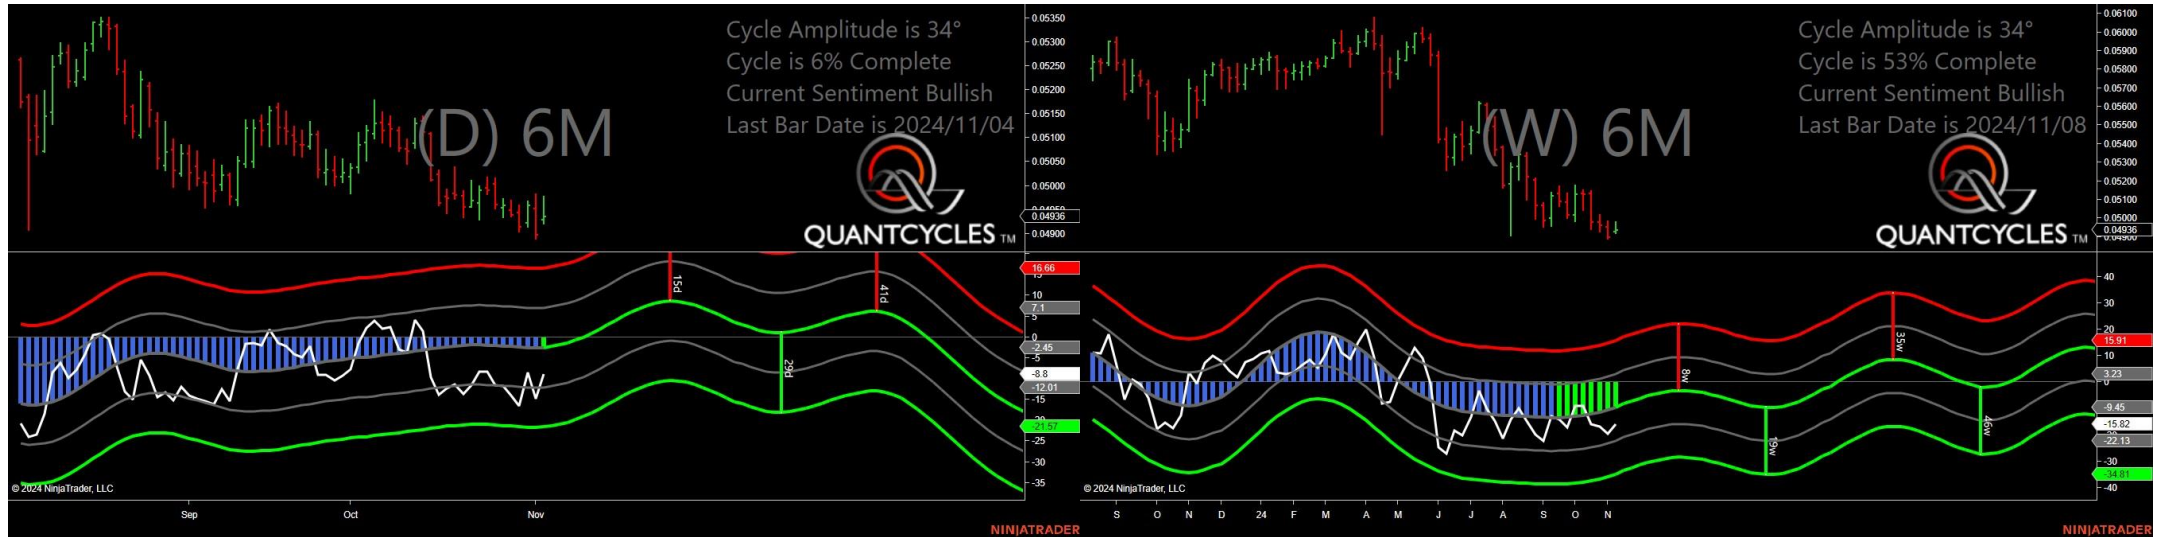 Cycle Amplitude is 34°
Cycle is 6% Complete
Current Sentiment Bullish
Last Bar Date is 2024/11/04
(D) 6M
QUANTCYCLES TM
0.05350
0.05300
0.05250
0.05200
0.05150
0.05100
0.05050
0.05000
0.04950
0.04936
0.04900
16.66
15
10
7.1
5
0
-2.45
-5
-8.8
-12.01
-15
-21.57
-25
-30
-35
15d
29d
41d
© 2024 NinjaTrader, LLC
Sep
Oct
Nov
NINJATRADER
Cycle Amplitude is 34°
Cycle is 53% Complete
Current Sentiment Bullish
Last Bar Date is 2024/11/08
(W) 6M
QUANTCYCLES TM
0.06100
0.06000
0.05900
0.05800
0.05700
0.05600
0.05500
0.05400
0.05300
0.05200
0.05100
0.05000
0.04936
0.04900
40
30
20
15.91
10
3.23
0
-9.45
-15.82
-22.13
-30
-34.81
-40
8w
19w
35w
46w
© 2024 NinjaTrader, LLC
S O N D 24 F M A M J J A S O N
NINJATRADER